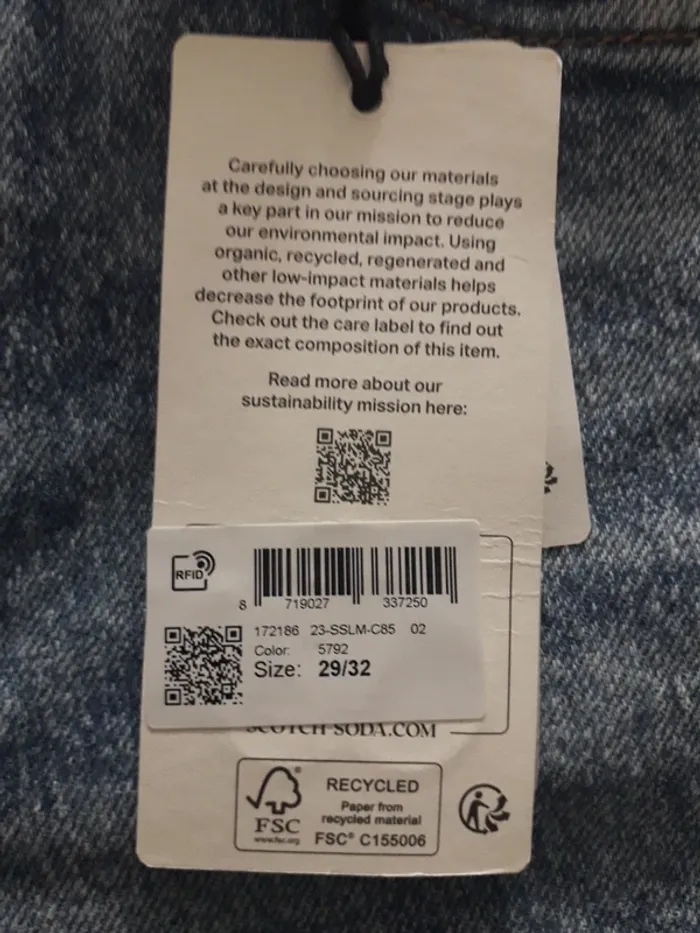 Carefully choosing our materials
at the design and sourcing stage plays
a key part in our mission to reduce
our environmental impact. Using
organic, recycled, regenerated and
other low-impact materials helps
decrease the footprint of our products.
Check out the care label to find out
the exact composition of this item.
Read more about our
sustainability mission here:
RFID
8 719027 337250
172186 23-SSLM-C85 02
Color: 5792
Size: 29/32
SCOTCH-SODA.COM
FSC
www.fsc.org
RECYCLED
Paper from
recycled material
FSC® C155006